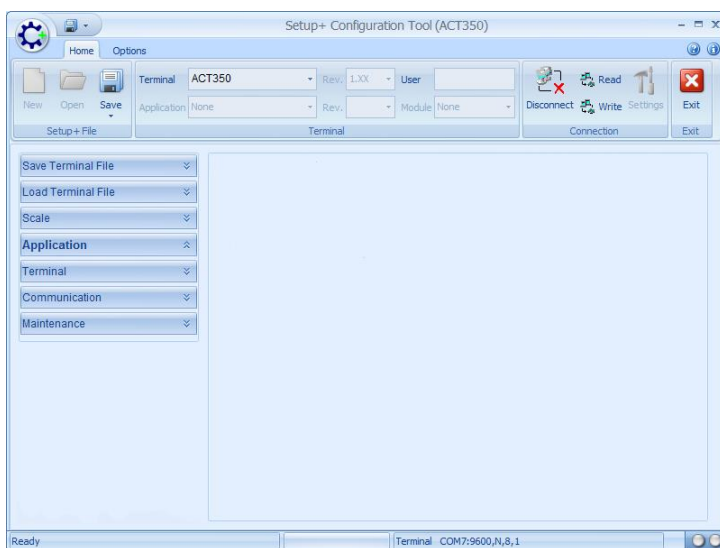 Setup+ Configuration Tool (ACT350)
Home Options
Terminal ACT350 Rev. 1.XX User
Application None Rev. Module None
New Open Save
Disconnect Read Write Settings
Exit
Setup+File Terminal Connection Exit
Save Terminal File
Load Terminal File
Scale
Application
Terminal
Communication
Maintenance
Ready Terminal COM7:9600,N,8,1